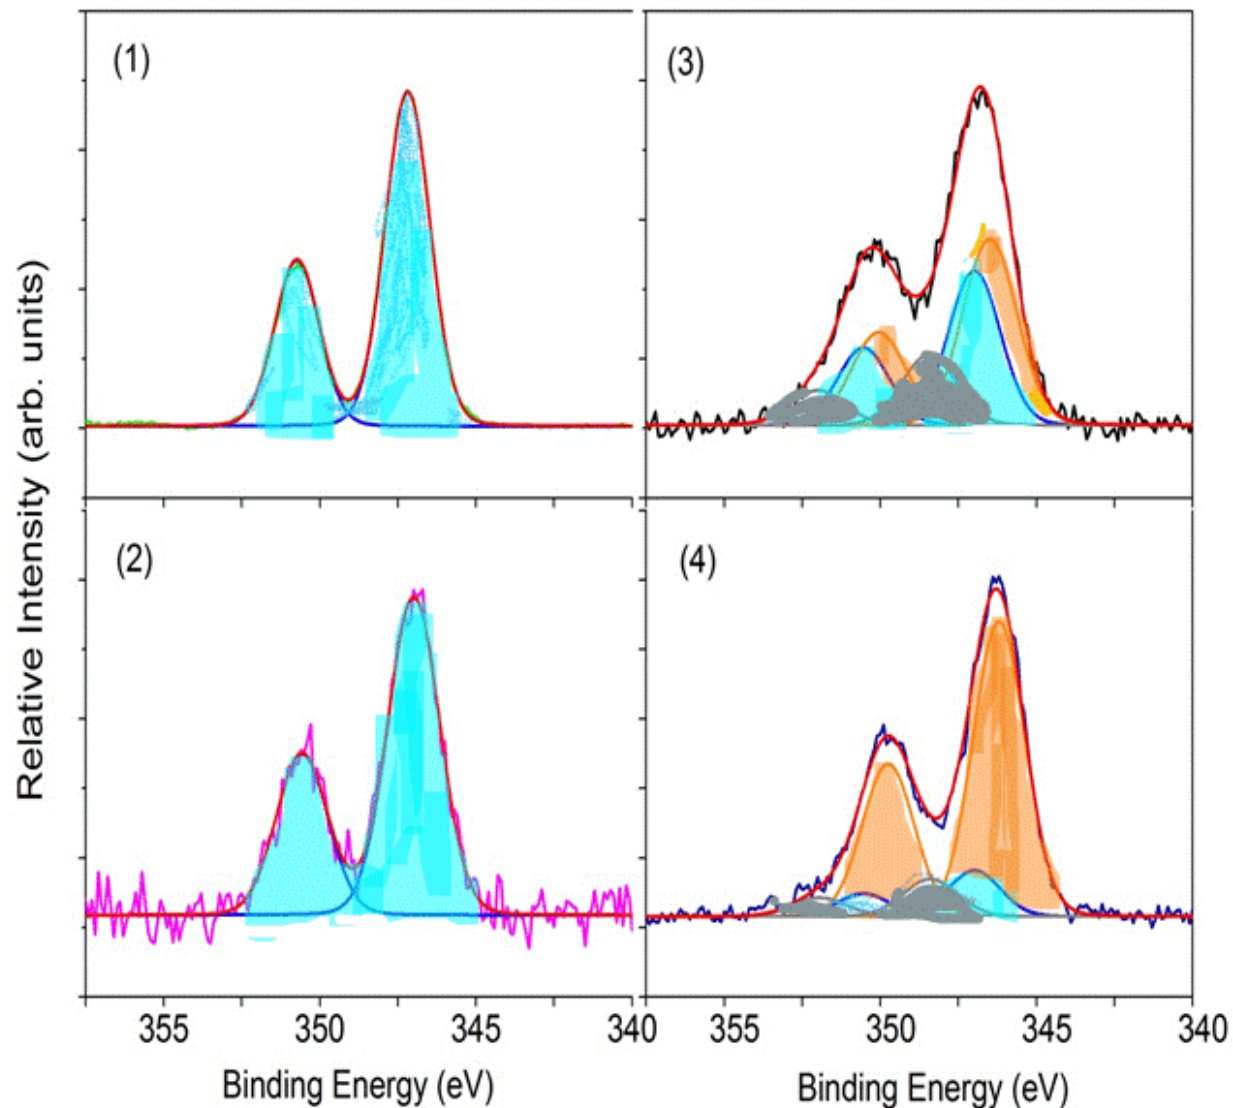 (1)
(3)
(2)
(4)
Relative Intensity (arb. units)
355 350 345 340
355 350 345 340
Binding Energy (eV)
Binding Energy (eV)